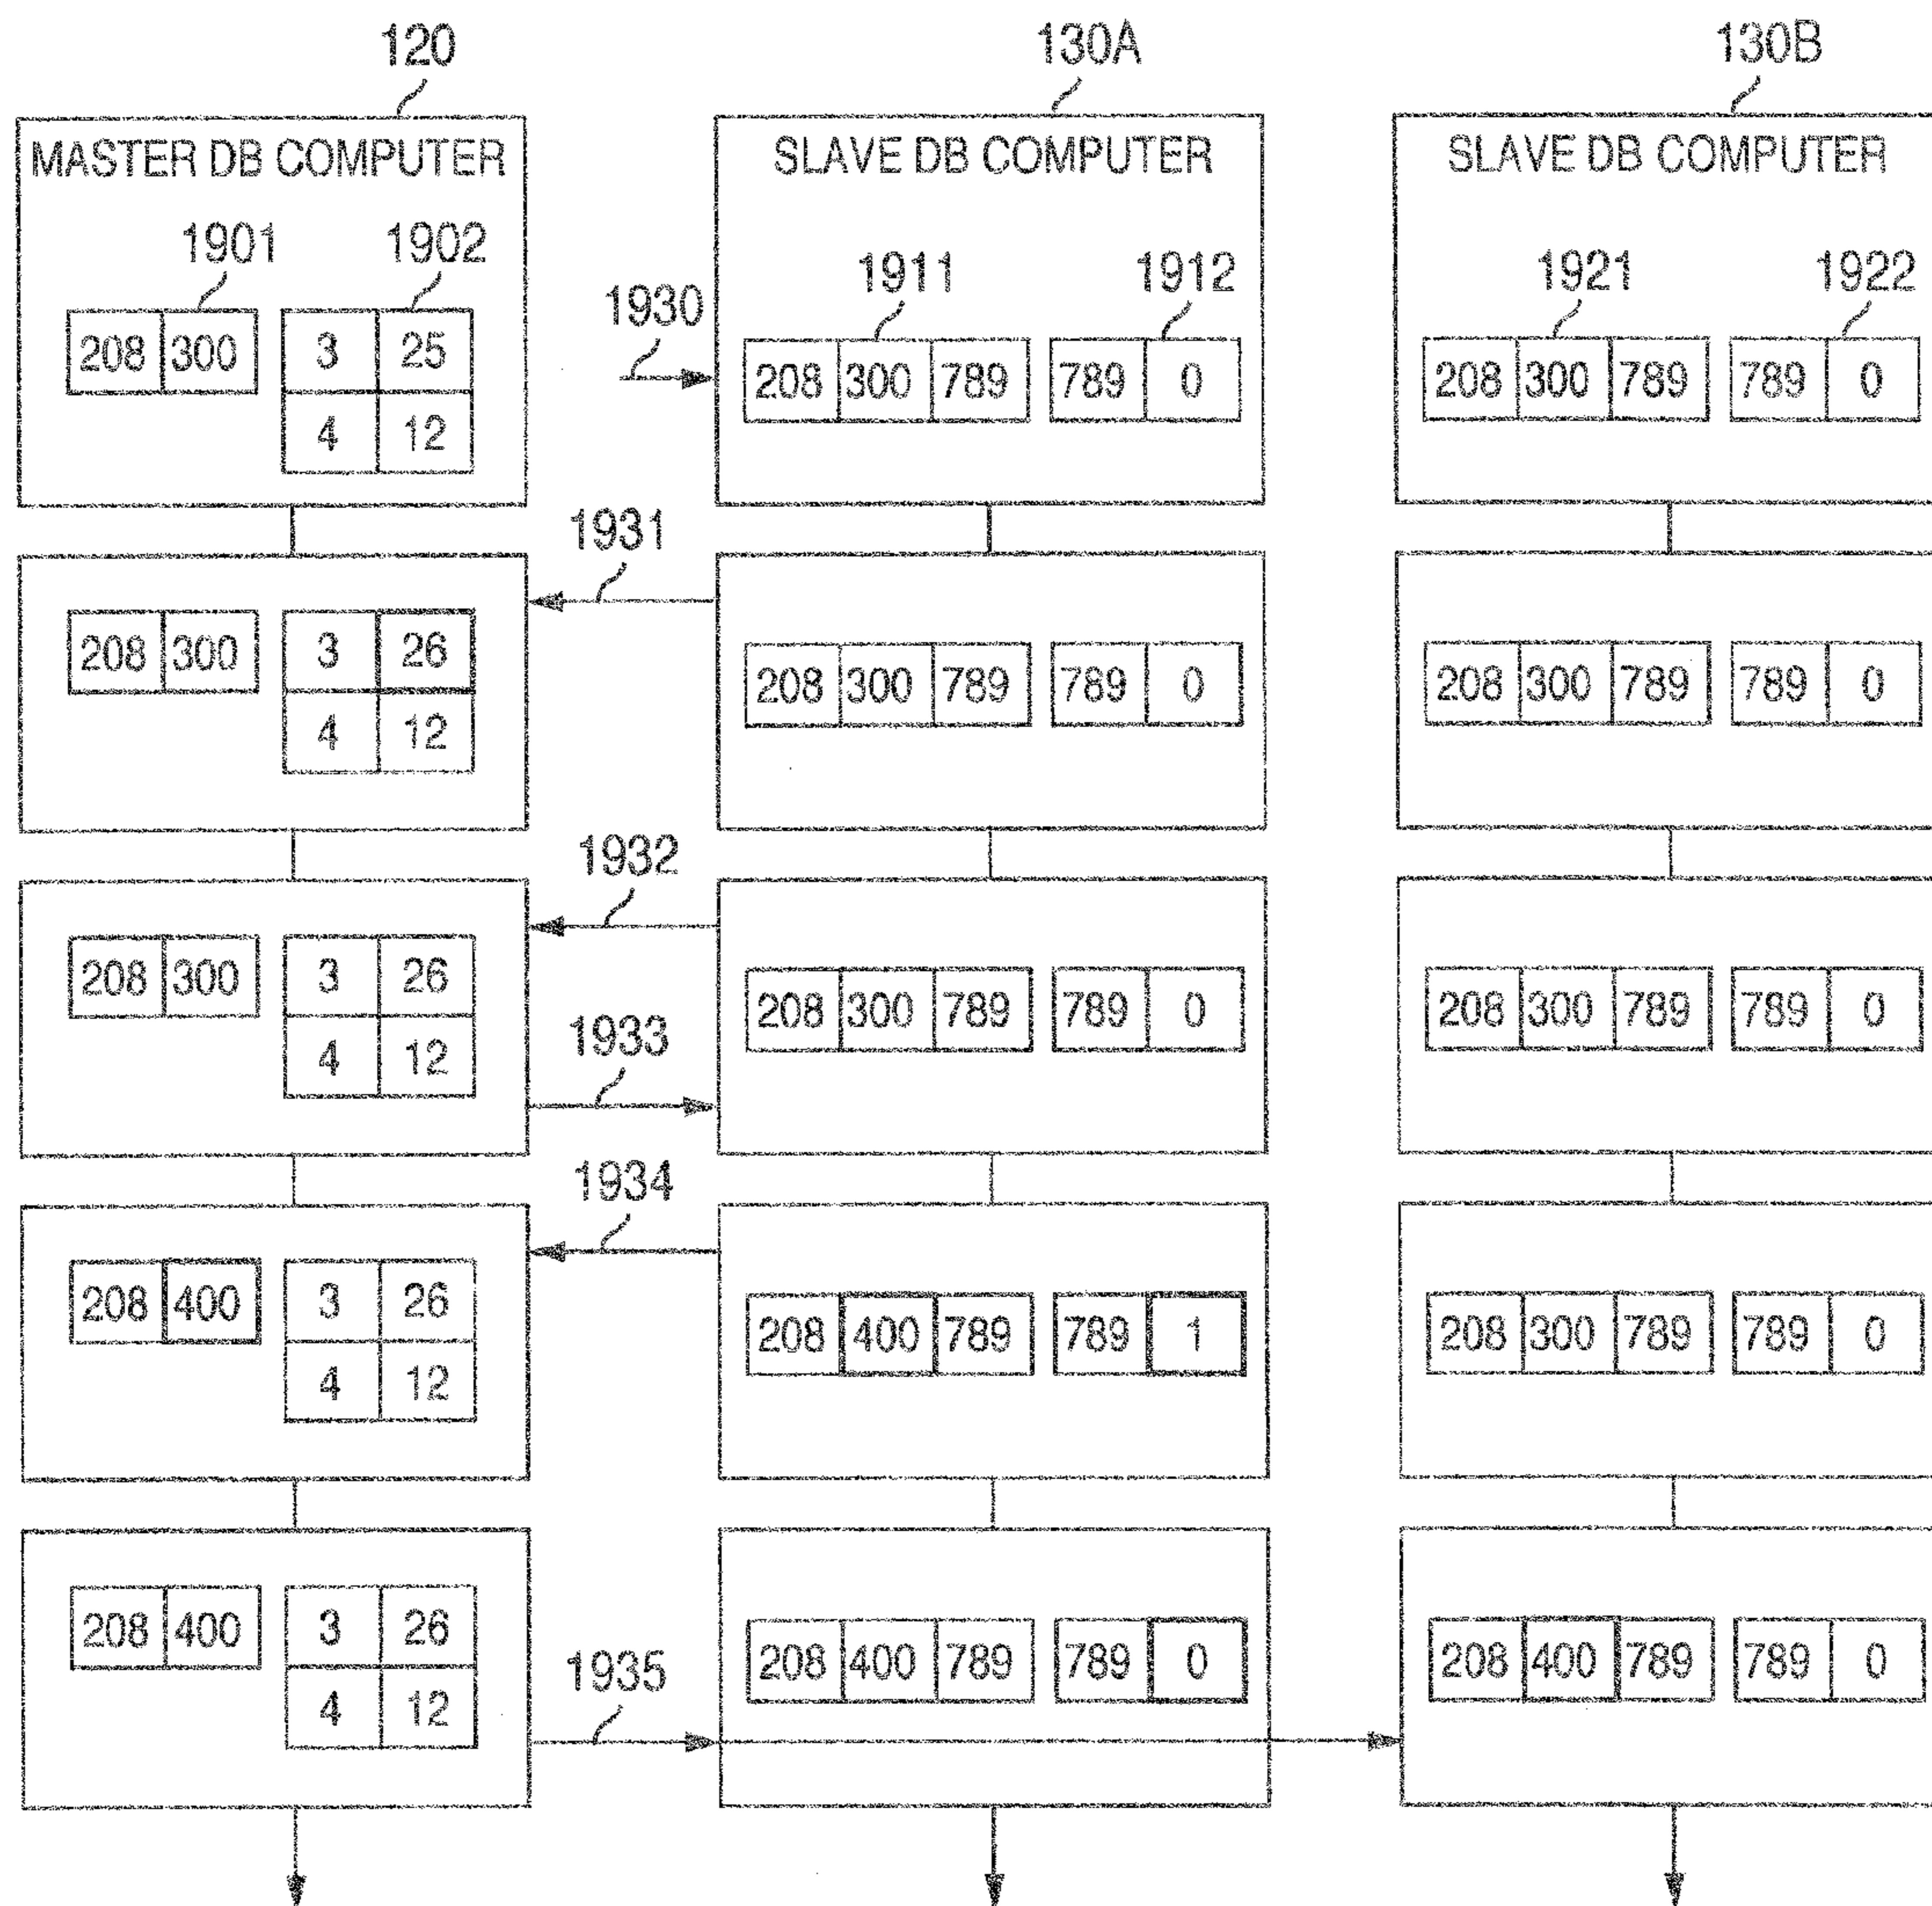 120 130A 130B
MASTER DB COMPUTER SLAVE DB COMPUTER SLAVE DB COMPUTER
1901 1902 1911 1912 1921 1922
1930
208 300 3 25 208 300 789 789 0 208 300 789 789 0
4 12
1931
208 300 3 26 208 300 789 789 0 208 300 789 789 0
4 12
1932
208 300 3 26 208 300 789 789 0 208 300 789 789 0
4 12
1933
1934
208 400 3 26 208 400 789 789 1 208 300 789 789 0
4 12
208 400 3 26 208 400 789 789 0 208 400 789 789 0
4 12
1935